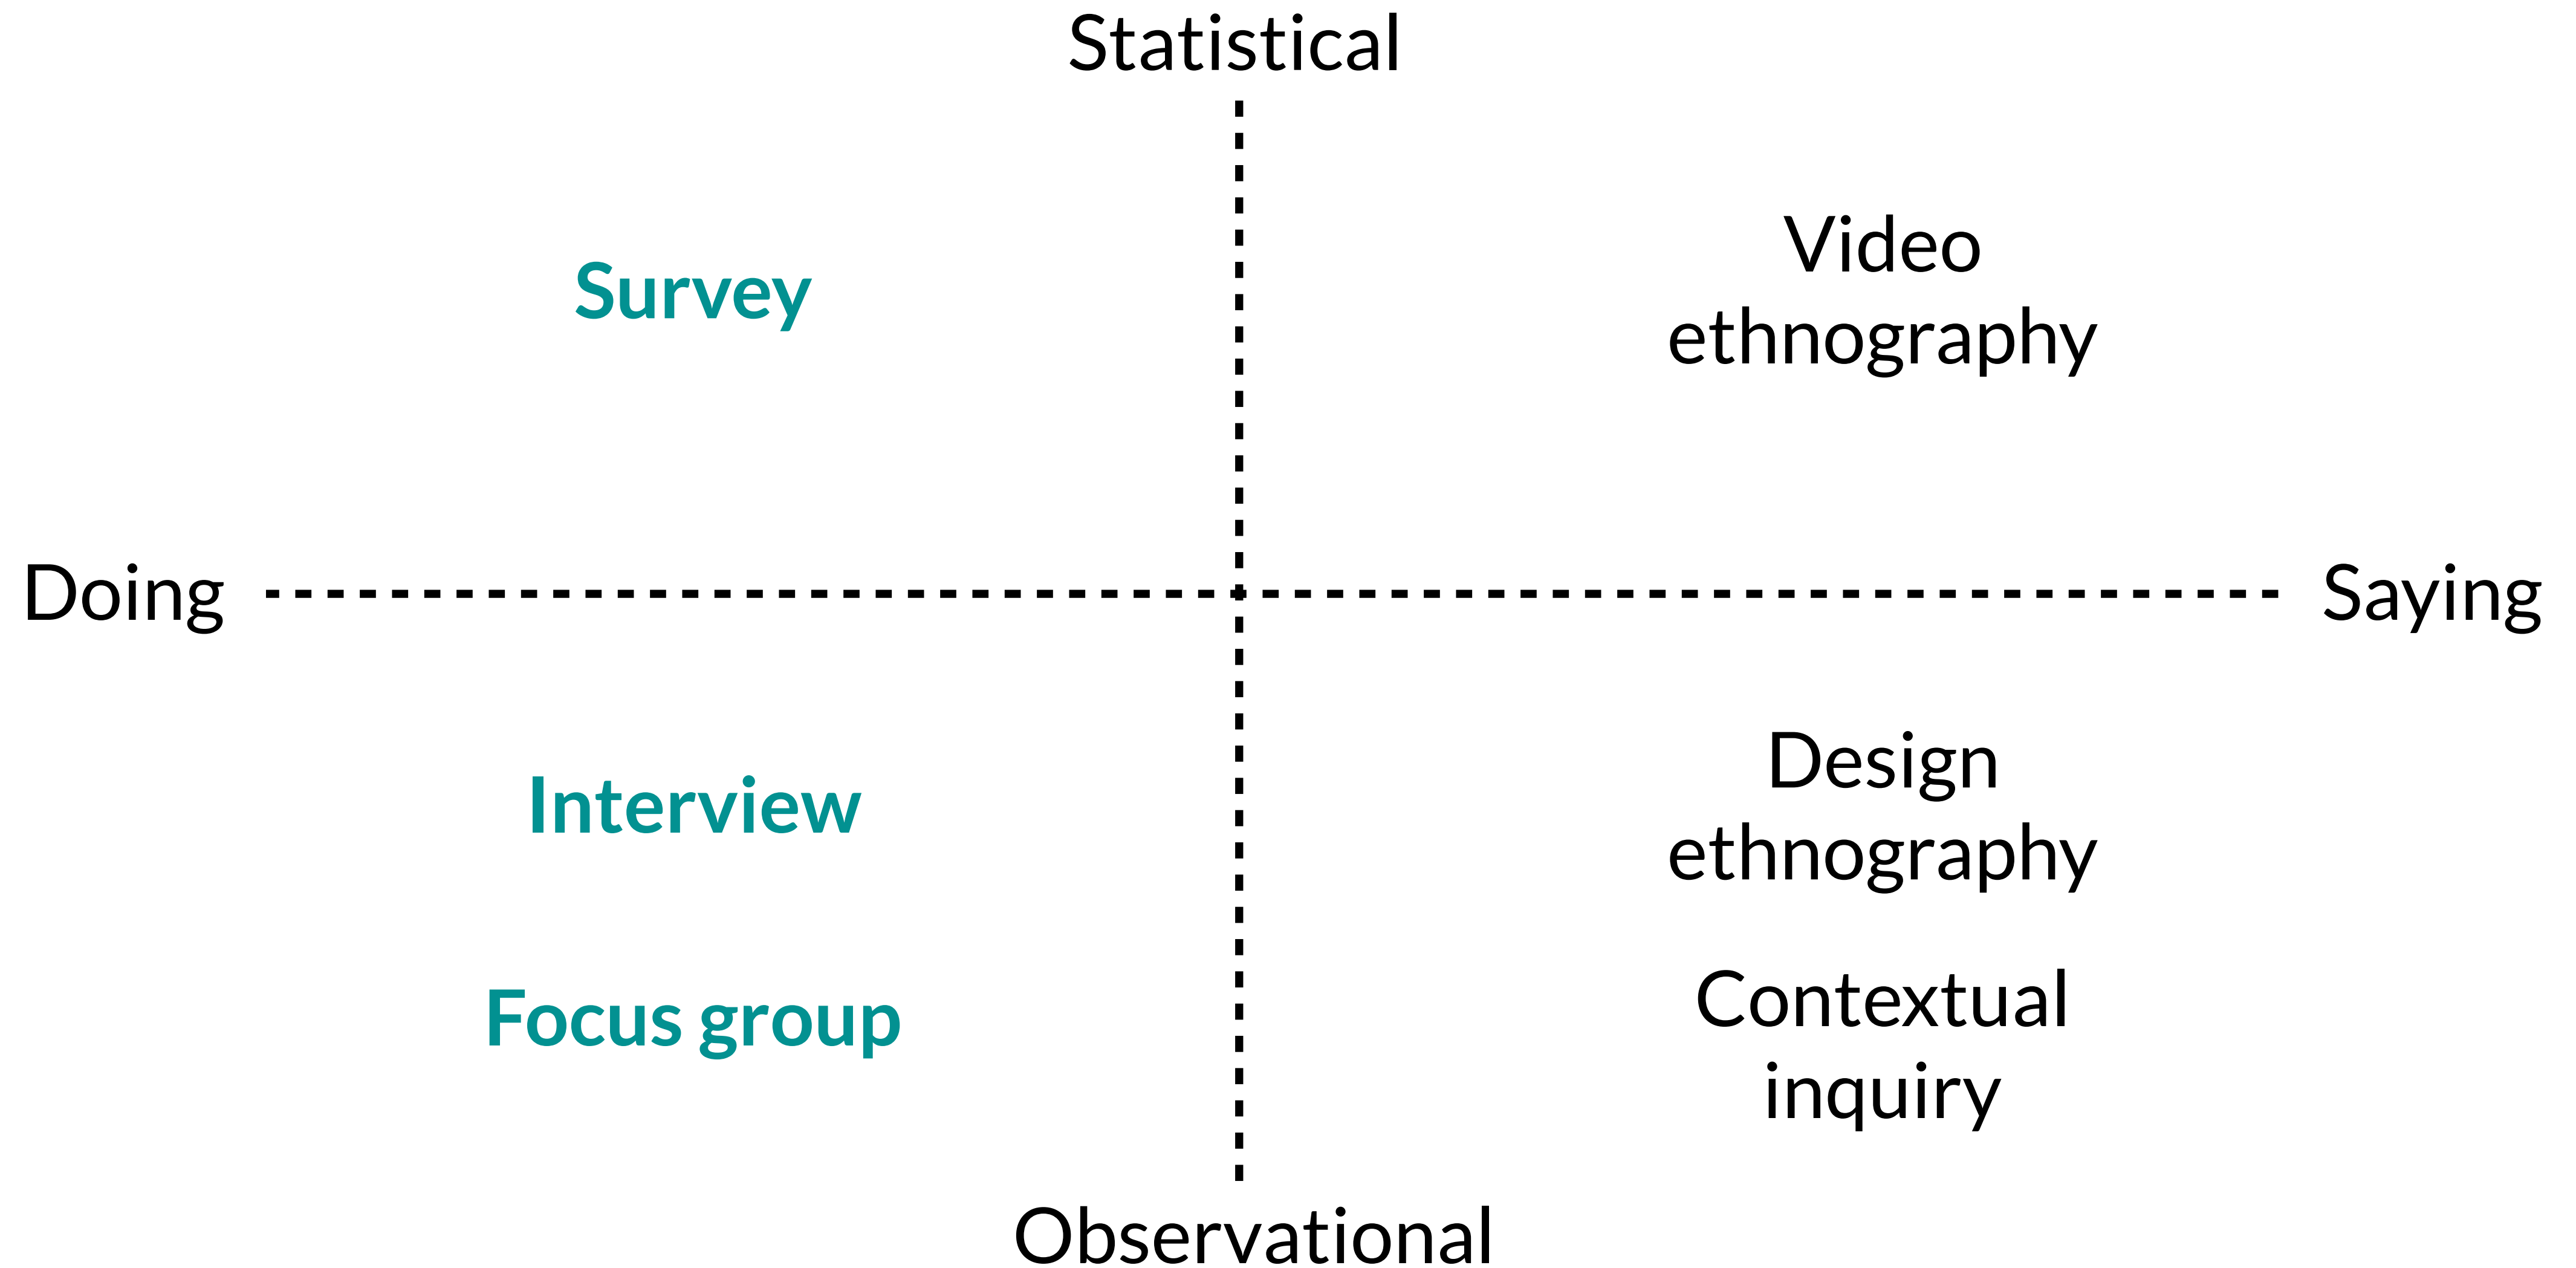 Statistical
Survey
Video
ethnography
Doing
Saying
Interview
Design
ethnography
Focus group
Contextual
inquiry
Observational